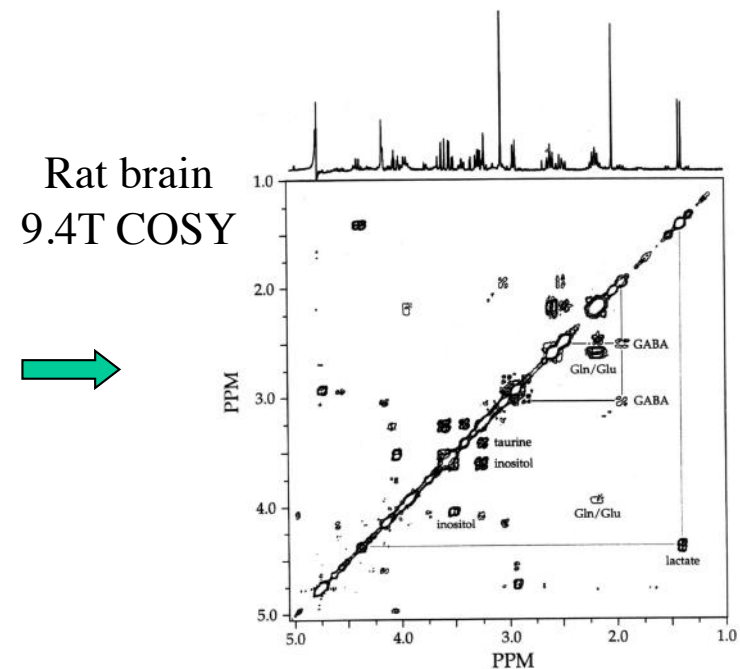 Rat brain
9.4T COSY
1.0
2.0
GABA
Gln/Glu
3.0
GABA
taurine
inositol
4.0
Gln/Glu
inositol
lactate
5.0
PPM
5.0 4.0 3.0 2.0 1.0
PPM